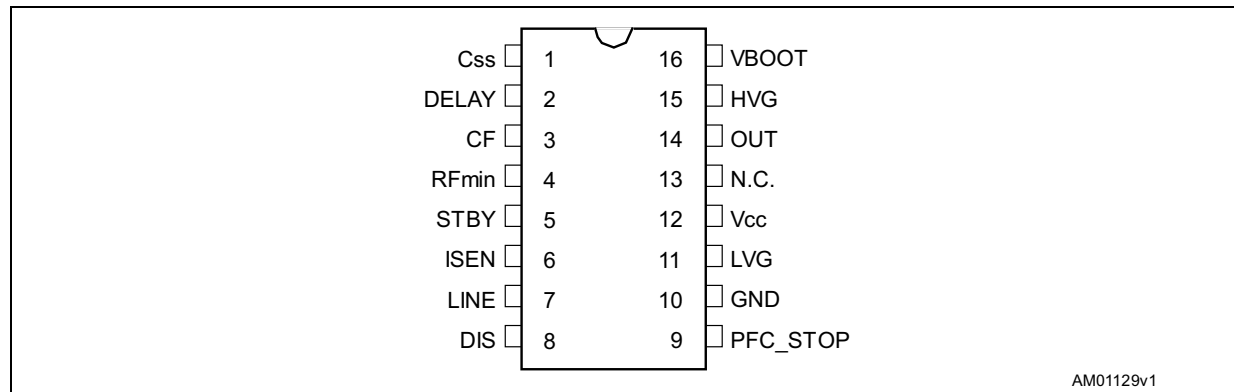 Css 1 16 VBOOT
DELAY 2 15 HVG
CF 3 14 OUT
RFmin 4 13 N.C.
STBY 5 12 Vcc
ISEN 6 11 LVG
LINE 7 10 GND
DIS 8 9 PFC_STOP
AM01129v1